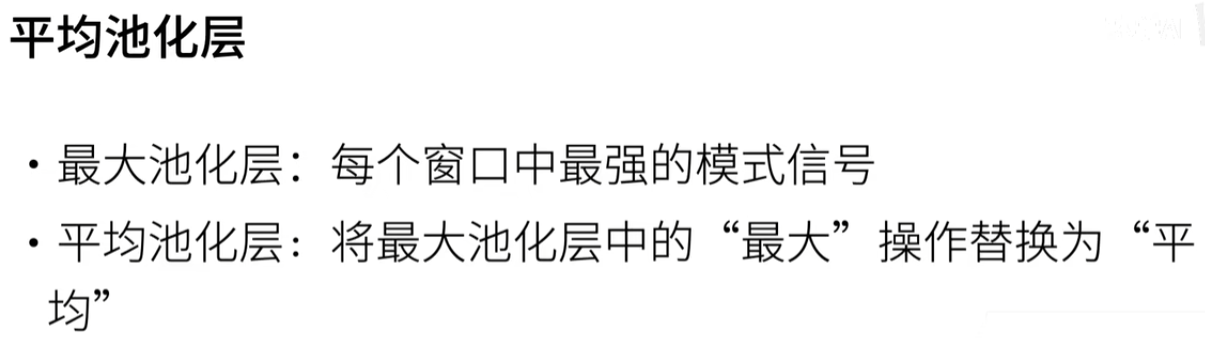 平均池化层
• 最大池化层：每个窗口中最强的模式信号
• 平均池化层：将最大池化层中的“最大”操作替换为“平
均”